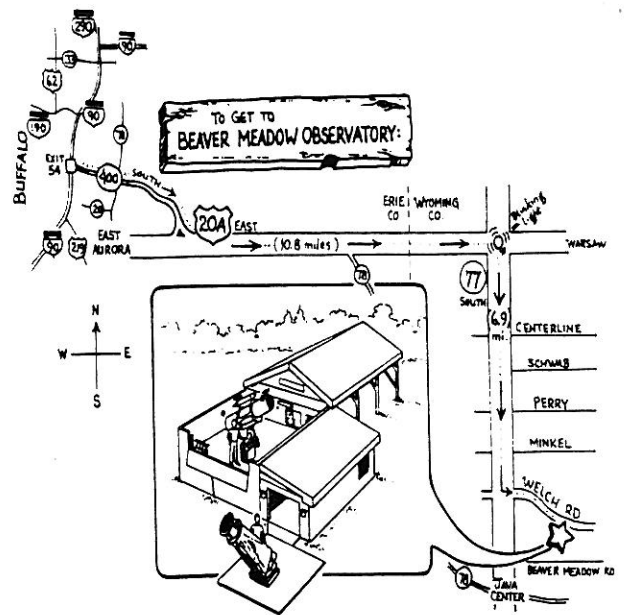 TO GET TO
BEAVER MEADOW OBSERVATORY:
290
90
33
62
190
90
78
BUFFALO
EXIT
54
400
SOUTH
20A
EAST
ERIE
CO.
WYOMING
CO.
Blinking
Light
EAST
AURORA
90
219
(10.8 miles)
WARSAW
78
77
SOUTH
6.9
mi.
CENTERLINE
N
W
E
S
SCHWAB
PERRY
MINKEL
WELCH RD
BEAVER MEADOW RD
78
JAVA
CENTER